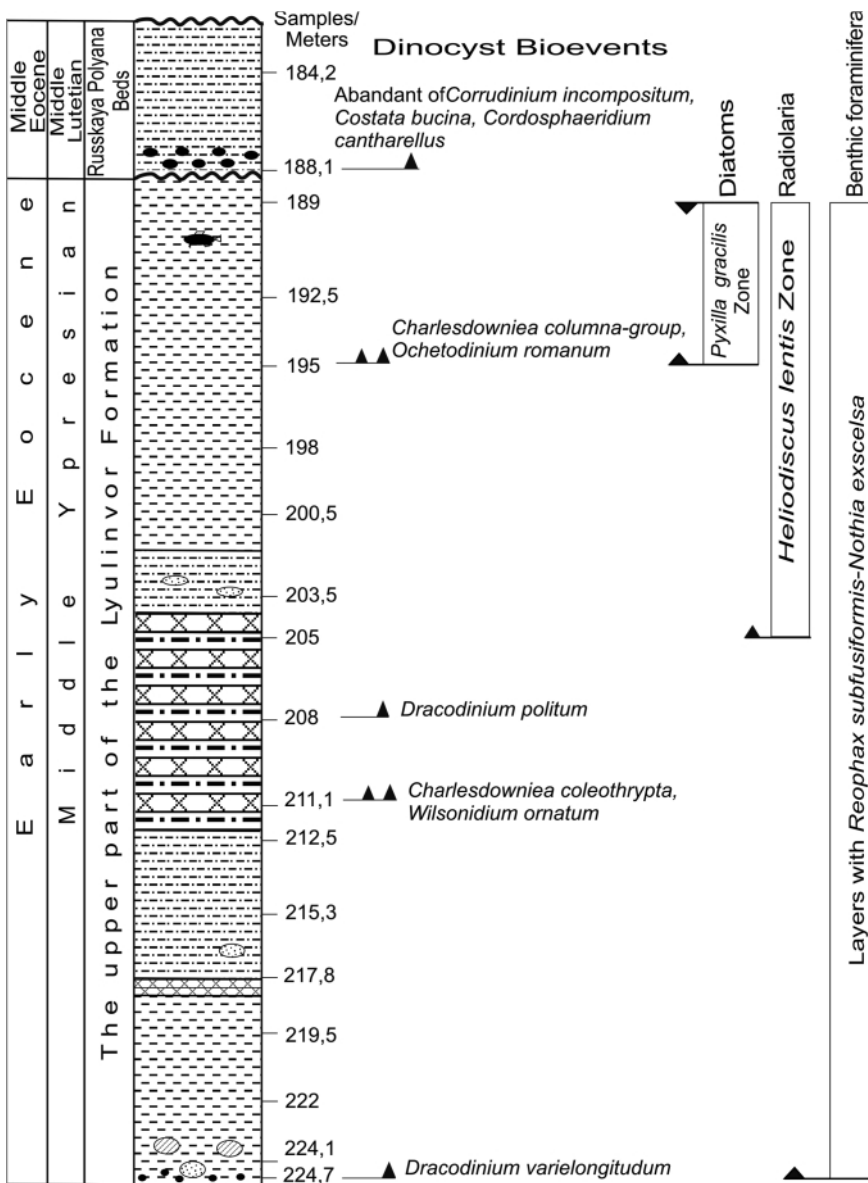 Middle
Eocene
Middle
Lutetian
Russkaya Polyana
Beds
Early Eocene
Middle Ypresian
The upper part of the Lyulinvor Formation
Samples/
Meters
184,2
188,1
189
192,5
195
198
200,5
203,5
205
208
211,1
212,5
215,3
217,8
219,5
222
224,1
224,7
Dinocyst Bioevents
Abandant of Corrudinium incompositum,
Costata bucina, Cordosphaeridium
cantharellus
Charlesdowniea columna-group,
Ochetodinium romanum
Dracodinium politum
Charlesdowniea coleothrypta,
Wilsonidium ornatum
Dracodinium varielongitudum
Diatoms
Pyxilla gracilis
Zone
Radiolaria
Heliodiscus lentis Zone
Benthic foraminifera
Layers with Reophax subfusiformis-Nothia exscelsa